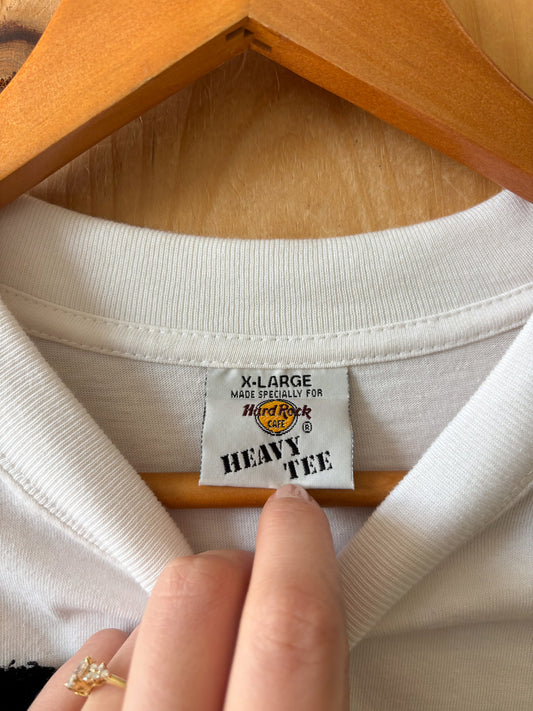 X-LARGE
MADE SPECIALLY FOR
Hard Rock
CAFE
®
HEAVY
TEE